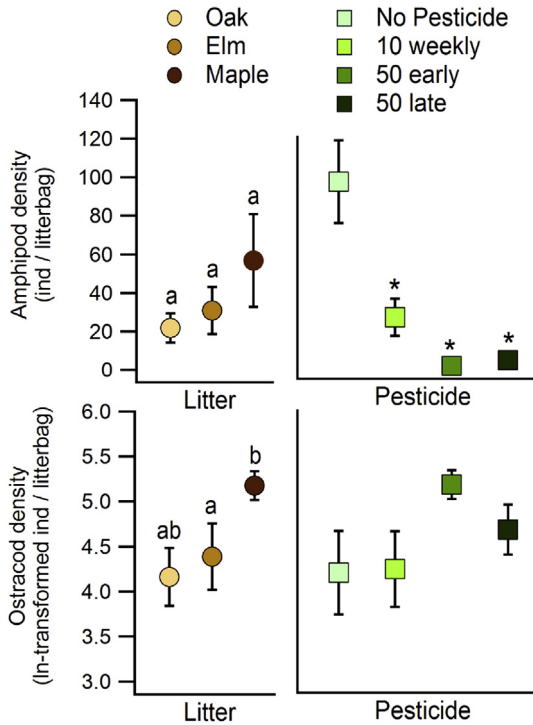 Oak
Elm
Maple
No Pesticide
10 weekly
50 early
50 late
Amphipod density
(ind / litterbag)
140
120
100
80
60
40
20
0
a
a
a
*
*
*
Litter
Pesticide
Ostracod density
(ln-transformed ind / litterbag)
6.0
5.5
5.0
4.5
4.0
3.5
3.0
ab
a
b
Litter
Pesticide